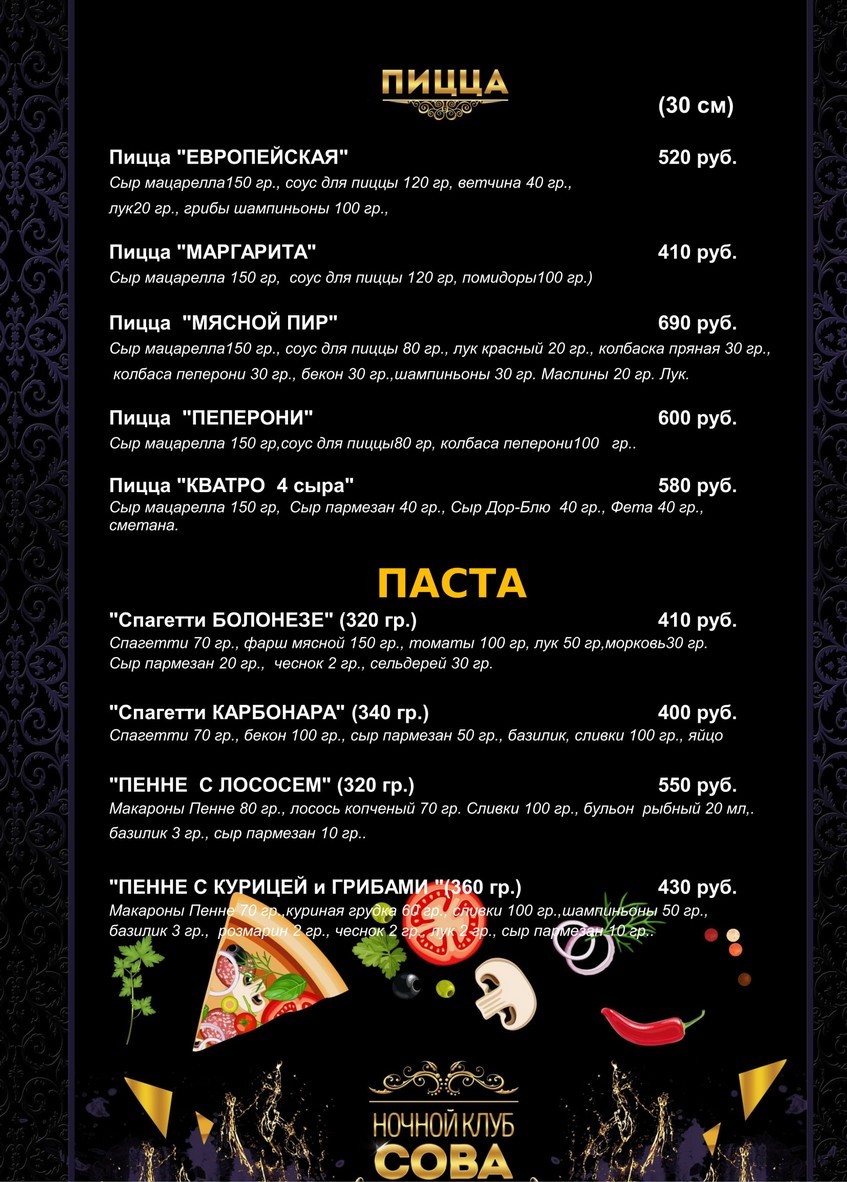 ПИЦЦА
(30 см)
Пицца "ЕВРОПЕЙСКАЯ" 520 руб.
Сыр мацарелла150 гр., соус для пиццы 120 гр, ветчина 40 гр.,
лук20 гр., грибы шампиньоны 100 гр.,
Пицца "МАРГАРИТА" 410 руб.
Сыр мацарелла 150 гр,  соус для пиццы 120 гр, помидоры100 гр.)
Пицца  "МЯСНОЙ ПИР" 690 руб.
Сыр мацарелла150 гр., соус для пиццы 80 гр., лук красный 20 гр., колбаска пряная 30 гр.,
колбаса пеперони 30 гр., бекон 30 гр.,шампиньоны 30 гр. Маслины 20 гр. Лук.
Пицца  "ПЕПЕРОНИ" 600 руб.
Сыр мацарелла 150 гр,соус для пиццы80 гр, колбаса пеперони100   гр..
Пицца "КВАТРО  4 сыра" 580 руб.
Сыр мацарелла 150 гр,  Сыр пармезан 40 гр., Сыр Дор-Блю  40 гр., Фета 40 гр.,
сметана.
ПАСТА
"Спагетти БОЛОНЕЗЕ" (320 гр.) 410 руб.
Спагетти 70 гр., фарш мясной 150 гр., томаты 100 гр, лук 50 гр,морковь30 гр.
Сыр пармезан 20 гр.,  чеснок 2 гр., сельдерей 30 гр.
"Спагетти КАРБОНАРА" (340 гр.) 400 руб.
Спагетти 70 гр., бекон 100 гр., сыр пармезан 50 гр., базилик, сливки 100 гр., яйцо
"ПЕННЕ  С ЛОСОСЕМ" (320 гр.) 550 руб.
Макароны Пенне 80 гр., лосось копченый 70 гр. Сливки 100 гр., бульон  рыбный 20 мл,.
базилик 3 гр., сыр пармезан 10 гр..
"ПЕННЕ С КУРИЦЕЙ и ГРИБАМИ "(360 гр.) 430 руб.
Макароны Пенне 70 гр.,куриная грудка 60 гр., сливки 100 гр.,шампиньоны 50 гр.,
базилик 3 гр.,  розмарин 2 гр., чеснок 2 гр., лук 2 гр., сыр пармезан 10 гр..
НОЧНОЙ КЛУБ
СОВА